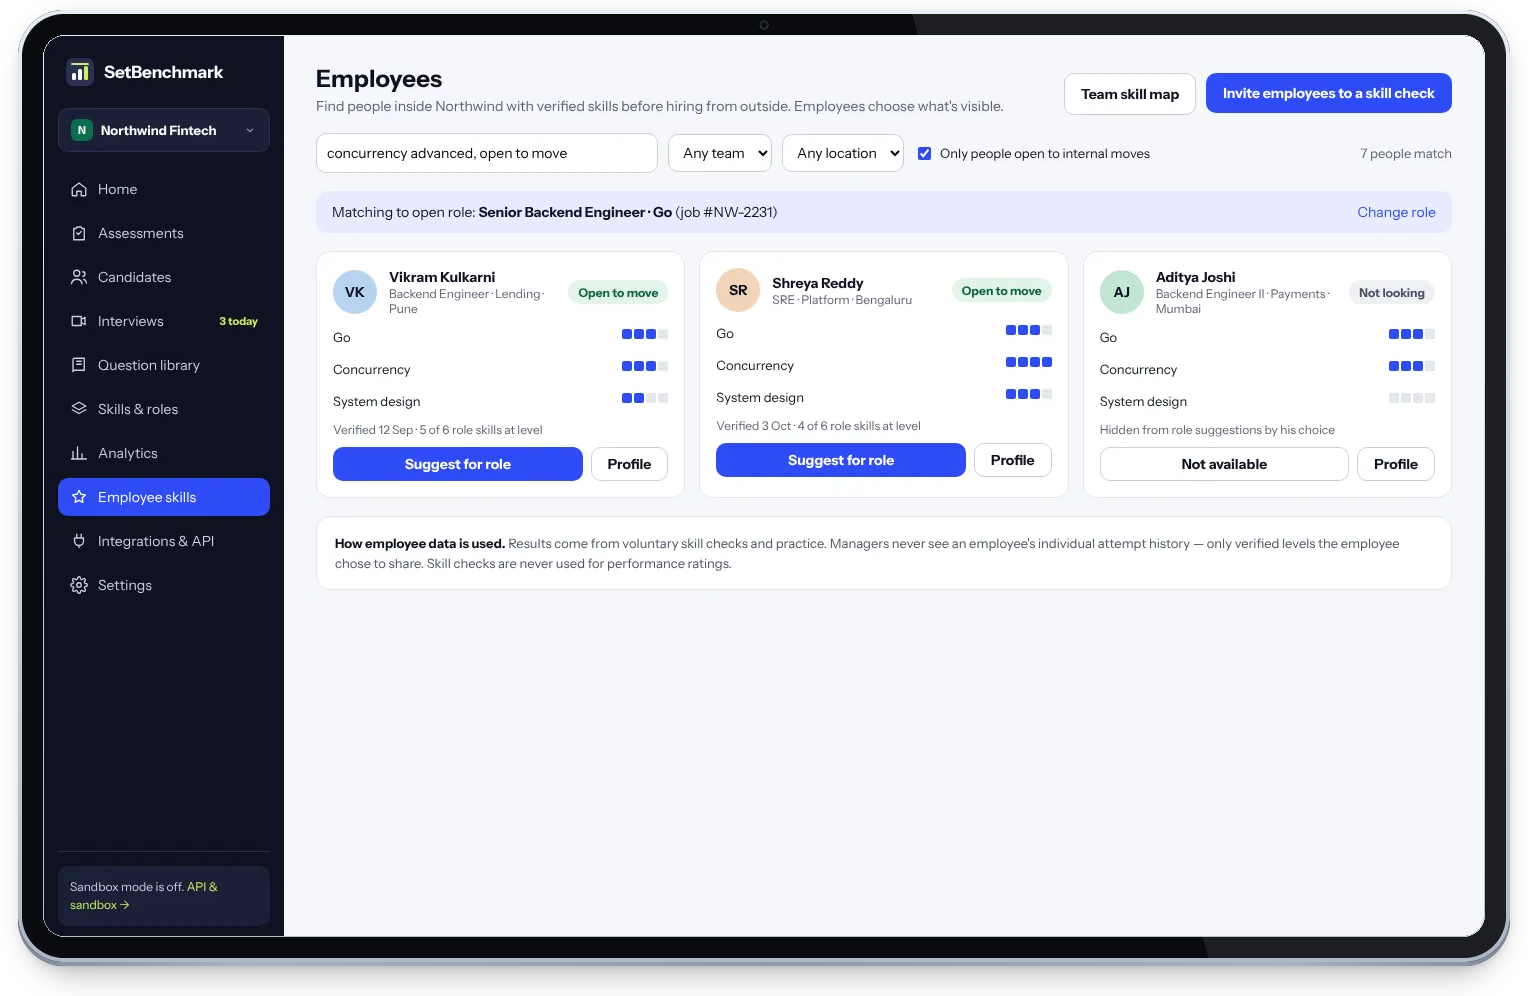 SetBenchmark
N Northwind Fintech
Home
Assessments
Candidates
Interviews 3 today
Question library
Skills & roles
Analytics
Employee skills
Integrations & API
Settings
Sandbox mode is off. API &
sandbox →
Employees
Find people inside Northwind with verified skills before hiring from outside. Employees choose what's visible.
Team skill map
Invite employees to a skill check
concurrency advanced, open to move
Any team
Any location
Only people open to internal moves
7 people match
Matching to open role: Senior Backend Engineer · Go (job #NW-2231)
Change role
VK
Vikram Kulkarni
Backend Engineer · Lending ·
Pune
Open to move
Go
Concurrency
System design
Verified 12 Sep · 5 of 6 role skills at level
Suggest for role
Profile
SR
Shreya Reddy
SRE · Platform · Bengaluru
Open to move
Go
Concurrency
System design
Verified 3 Oct · 4 of 6 role skills at level
Suggest for role
Profile
AJ
Aditya Joshi
Backend Engineer II · Payments ·
Mumbai
Not looking
Go
Concurrency
System design
Hidden from role suggestions by his choice
Not available
Profile
How employee data is used. Results come from voluntary skill checks and practice. Managers never see an employee's individual attempt history — only verified levels the employee
chose to share. Skill checks are never used for performance ratings.